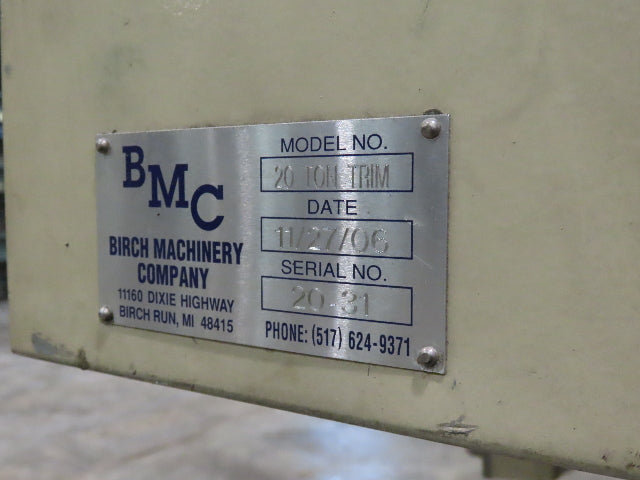 BMC
BIRCH MACHINERY
COMPANY
11160 DIXIE HIGHWAY
BIRCH RUN, MI 48415
MODEL NO.
20 TON TRIM
DATE
11/27/06
SERIAL NO.
20-31
PHONE: (517) 624-9371